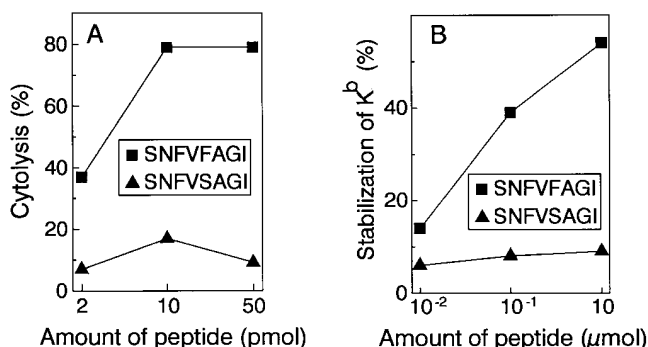 A
Cytolysis (%)
80
60
40
20
0
SNFVFAGI
SNFVSAGI
2 10 50
Amount of peptide (pmol)
B
Stabilization of Kᵇ (%)
40
20
0
SNFVFAGI
SNFVSAGI
10⁻² 10⁻¹ 10
Amount of peptide (μmol)